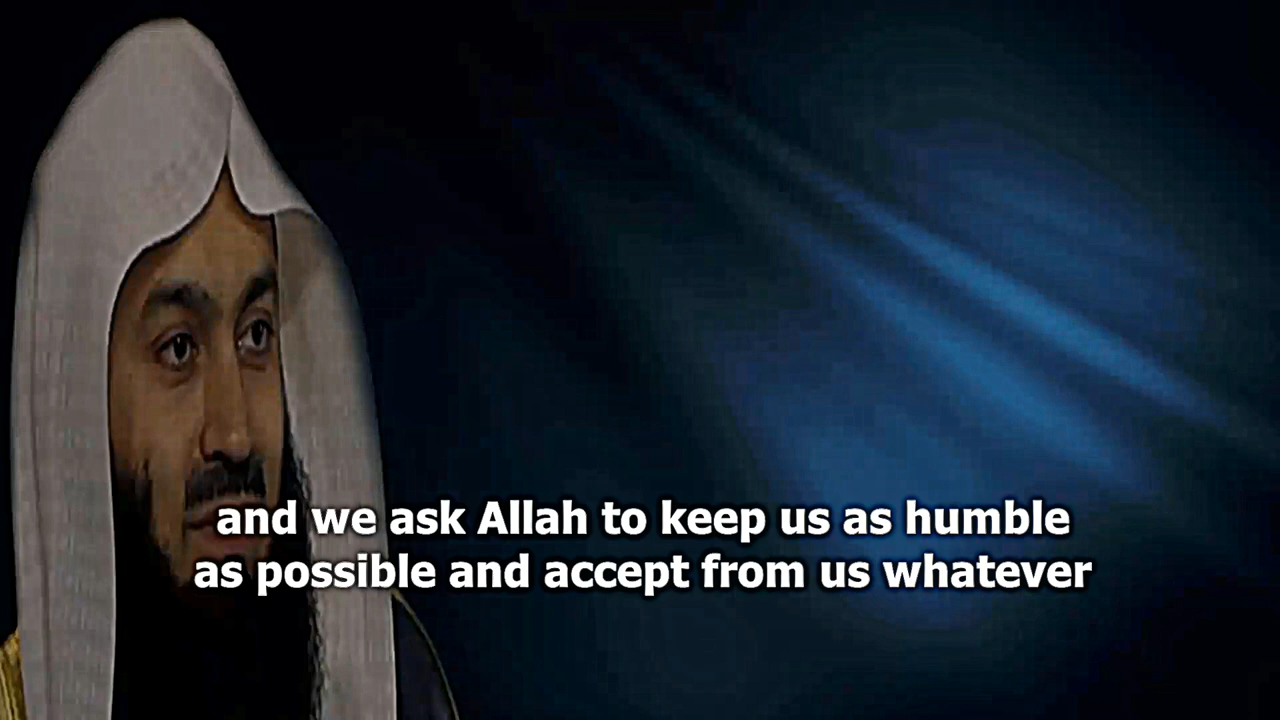 and we ask Allah to keep us as humble
as possible and accept from us whatever